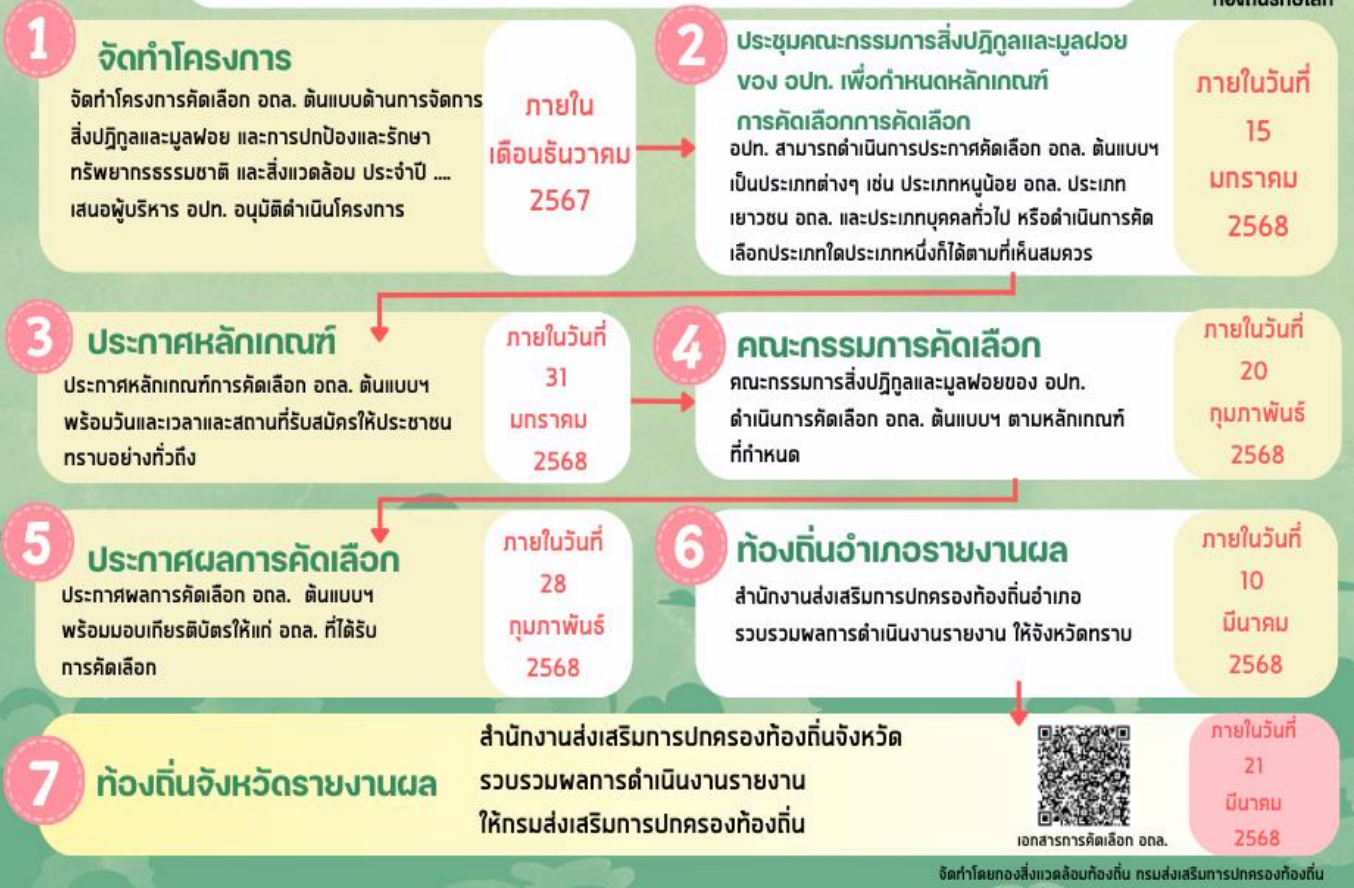 ท้องถิ่นรักษ์โลก
1
จัดทำโครงการ
จัดทำโครงการคัดเลือก อถล. ต้นแบบด้านการจัดการ
สิ่งปฏิกูลและมูลฝอย และการปกป้องและรักษา
ทรัพยากรธรรมชาติ และสิ่งแวดล้อม ประจำปี ....
เสนอผู้บริหาร อปท. อนุมัติดำเนินโครงการ
ภายใน
เดือนธันวาคม
2567
2
ประชุมคณะกรรมการสิ่งปฏิกูลและมูลฝอย
ของ อปท. เพื่อกำหนดหลักเกณฑ์
การคัดเลือกการคัดเลือก
อปท. สามารถดำเนินการประกาศคัดเลือก อถล. ต้นแบบฯ
เป็นประเภทต่างๆ เช่น ประเภทหนูน้อย อถล. ประเภท
เยาวชน อถล. และประเภทบุคคลทั่วไป หรือดำเนินการคัด
เลือกประเภทใดประเภทหนึ่งก็ได้ตามที่เห็นสมควร
ภายในวันที่
15
มกราคม
2568
3
ประกาศหลักเกณฑ์
ประกาศหลักเกณฑ์การคัดเลือก อถล. ต้นแบบฯ
พร้อมวันและเวลาและสถานที่รับสมัครให้ประชาชน
ทราบอย่างทั่วถึง
ภายในวันที่
31
มกราคม
2568
4
คณะกรรมการคัดเลือก
คณะกรรมการสิ่งปฏิกูลและมูลฝอยของ อปท.
ดำเนินการคัดเลือก อถล. ต้นแบบฯ ตามหลักเกณฑ์
ที่กำหนด
ภายในวันที่
20
กุมภาพันธ์
2568
5
ประกาศผลการคัดเลือก
ประกาศผลการคัดเลือก อถล. ต้นแบบฯ
พร้อมมอบเกียรติบัตรให้แก่ อถล. ที่ได้รับ
การคัดเลือก
ภายในวันที่
28
กุมภาพันธ์
2568
6
ท้องถิ่นอำเภอรายงานผล
สำนักงานส่งเสริมการปกครองท้องถิ่นอำเภอ
รวบรวมผลการดำเนินงานรายงาน ให้จังหวัดทราบ
ภายในวันที่
10
มีนาคม
2568
7
ท้องถิ่นจังหวัดรายงานผล
สำนักงานส่งเสริมการปกครองท้องถิ่นจังหวัด
รวบรวมผลการดำเนินงานรายงาน
ให้กรมส่งเสริมการปกครองท้องถิ่น
เอกสารการคัดเลือก อถล.
ภายในวันที่
21
มีนาคม
2568
จัดทำโดยกองสิ่งแวดล้อมท้องถิ่น กรมส่งเสริมการปกครองท้องถิ่น